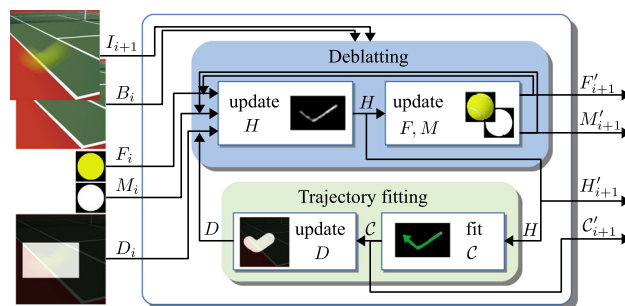 I_{i+1}
Deblatting
B_i
update
H
H
update
F, M
F'_{i+1}
M'_{i+1}
F_i
M_i
Trajectory fitting
H'_{i+1}
D_i
D
update
D
C
fit
C
H
C'_{i+1}